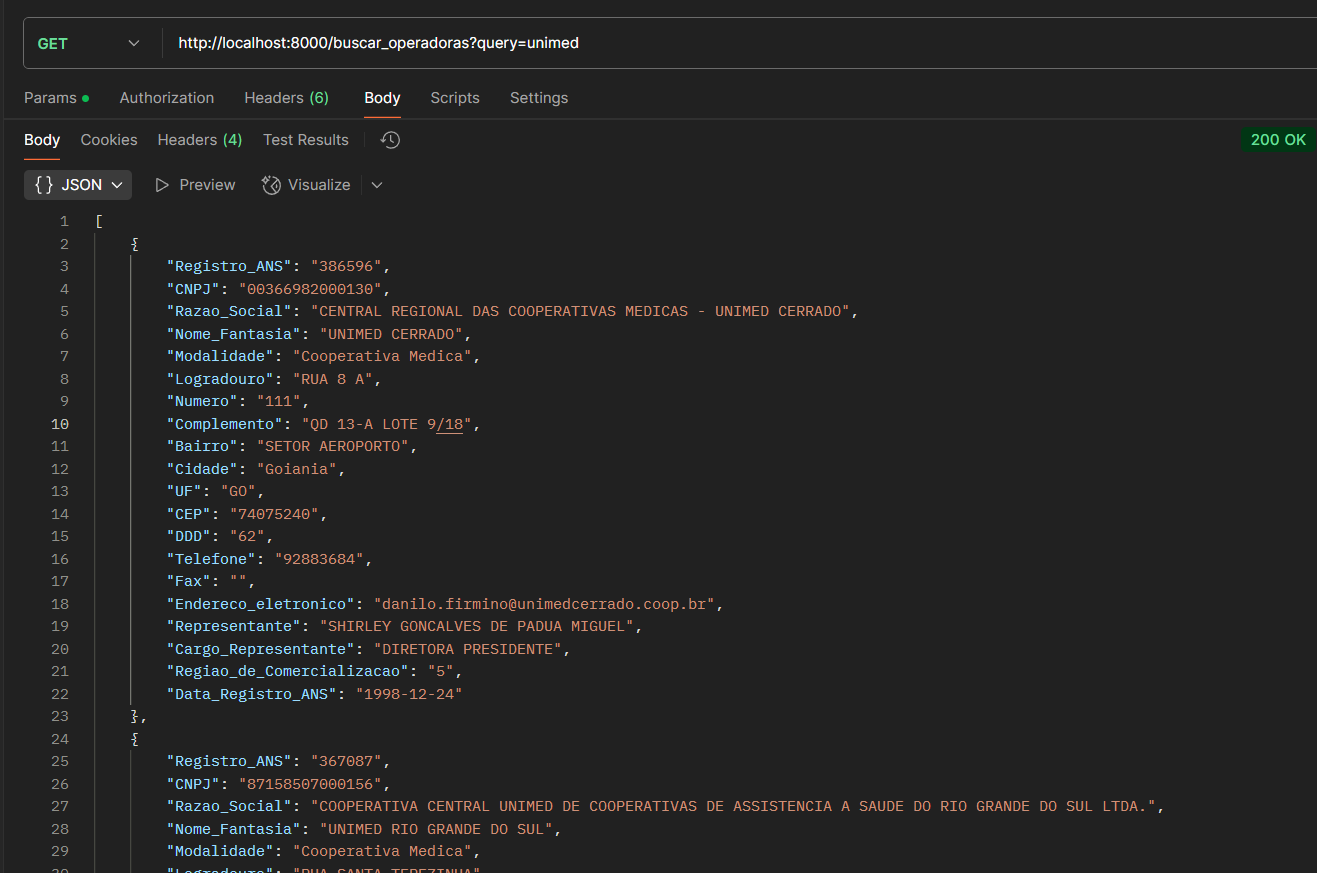 GET http://localhost:8000/buscar_operadoras?query=unimed
Params Authorization Headers (6) Body Scripts Settings
Body Cookies Headers (4) Test Results 200 OK
{} JSON Preview Visualize
1 [
2 {
3 "Registro_ANS": "386596",
4 "CNPJ": "00366982000130",
5 "Razao_Social": "CENTRAL REGIONAL DAS COOPERATIVAS MEDICAS - UNIMED CERRADO",
6 "Nome_Fantasia": "UNIMED CERRADO",
7 "Modalidade": "Cooperativa Medica",
8 "Logradouro": "RUA 8 A",
9 "Numero": "111",
10 "Complemento": "QD 13-A LOTE 9/18",
11 "Bairro": "SETOR AEROPORTO",
12 "Cidade": "Goiania",
13 "UF": "GO",
14 "CEP": "74075240",
15 "DDD": "62",
16 "Telefone": "92883684",
17 "Fax": "",
18 "Endereco_eletronico": "danilo.firmino@unimedcerrado.coop.br",
19 "Representante": "SHIRLEY GONCALVES DE PADUA MIGUEL",
20 "Cargo_Representante": "DIRETORA PRESIDENTE",
21 "Regiao_de_Comercializacao": "5",
22 "Data_Registro_ANS": "1998-12-24"
23 },
24 {
25 "Registro_ANS": "367087",
26 "CNPJ": "87158507000156",
27 "Razao_Social": "COOPERATIVA CENTRAL UNIMED DE COOPERATIVAS DE ASSISTENCIA A SAUDE DO RIO GRANDE DO SUL LTDA.",
28 "Nome_Fantasia": "UNIMED RIO GRANDE DO SUL",
29 "Modalidade": "Cooperativa Medica",
30 "Logradouro": "RUA SANTA TEREZINHA"